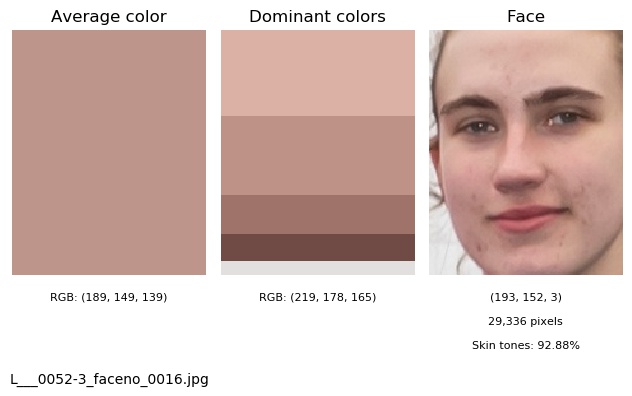 Average color
Dominant colors
Face
RGB: (189, 149, 139)
RGB: (219, 178, 165)
(193, 152, 3)
29,336 pixels
Skin tones: 92.88%
L___0052-3_faceno_0016.jpg